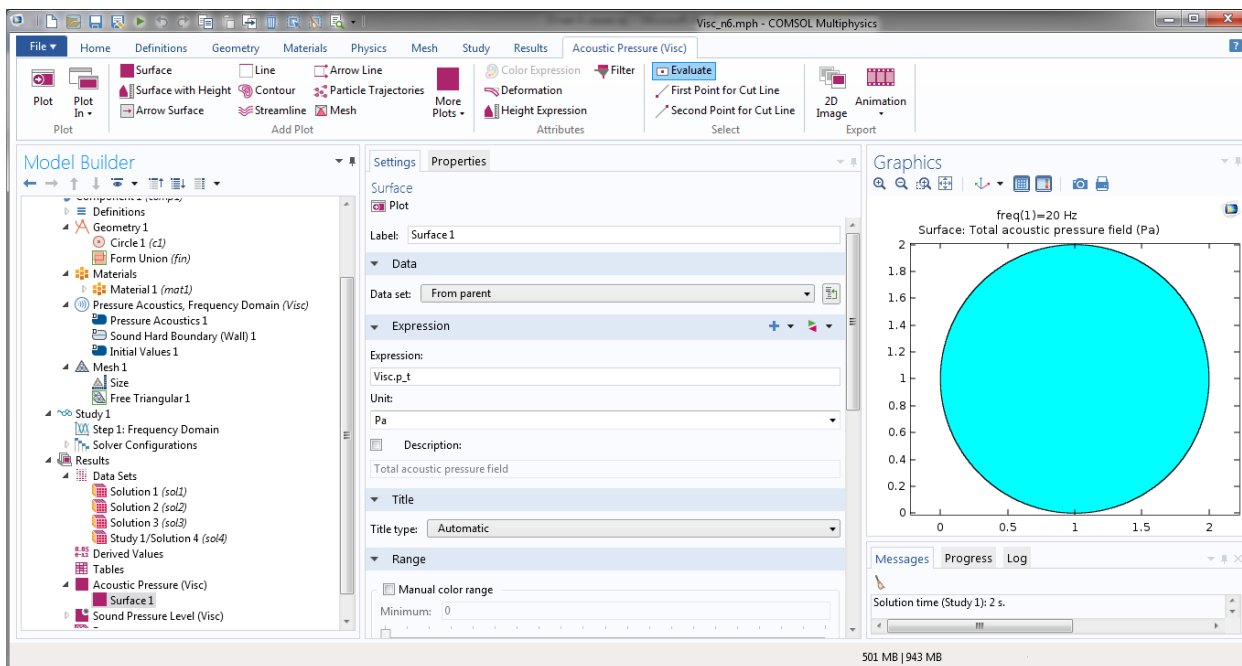 Visc_n6.mph - COMSOL Multiphysics
File Home Definitions Geometry Materials Physics Mesh Study Results Acoustic Pressure (Visc)
Plot
Plot In
Plot
Surface Line Arrow Line
Surface with Height Contour Particle Trajectories
Arrow Surface Streamline Mesh
More Plots
Add Plot
Color Expression Filter
Deformation
Height Expression
Attributes
Evaluate
First Point for Cut Line
Second Point for Cut Line
Select
2D Image
Animation
Export
Model Builder
Component 1 (comp1)
Definitions
Geometry 1
Circle 1 (c1)
Form Union (fin)
Materials
Material 1 (mat1)
Pressure Acoustics, Frequency Domain (Visc)
Pressure Acoustics 1
Sound Hard Boundary (Wall) 1
Initial Values 1
Mesh 1
Size
Free Triangular 1
Study 1
Step 1: Frequency Domain
Solver Configurations
Results
Data Sets
Solution 1 (sol1)
Solution 2 (sol2)
Solution 3 (sol3)
Study 1/Solution 4 (sol4)
8.85
e-12
Derived Values
Tables
Acoustic Pressure (Visc)
Surface 1
Sound Pressure Level (Visc)
Settings Properties
Surface
Plot
Label: Surface 1
Data
Data set: From parent
Expression
Expression:
Visc.p_t
Unit:
Pa
Description:
Total acoustic pressure field
Title
Title type: Automatic
Range
Manual color range
Minimum: 0
Graphics
freq(1)=20 Hz
Surface: Total acoustic pressure field (Pa)
2
1.8
1.6
1.4
1.2
1
0.8
0.6
0.4
0.2
0
0 0.5 1 1.5 2
Messages Progress Log
Solution time (Study 1): 2 s.
501 MB | 943 MB